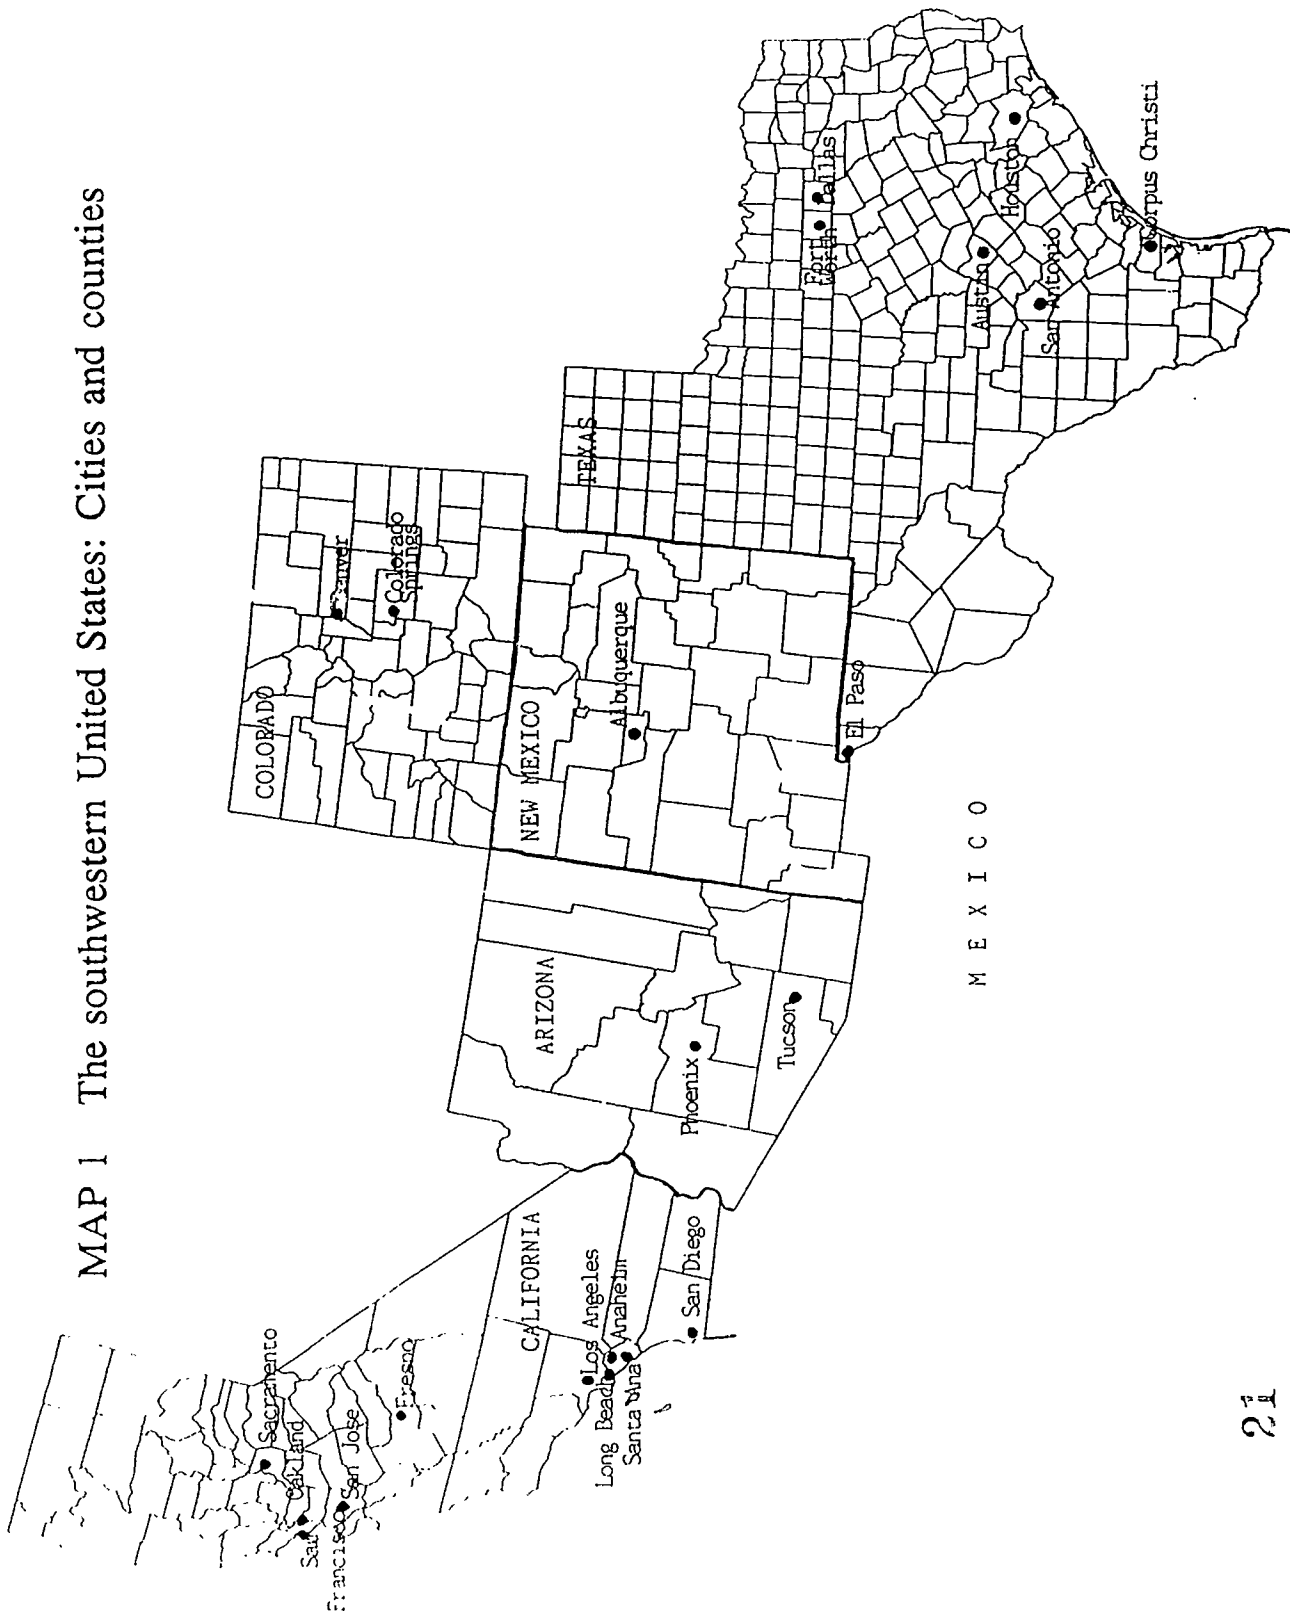 MAP 1 The southwestern United States: Cities and counties
Sacramento
Oakland
San
Francisco
San Jose
Fresno
CALIFORNIA
Los Angeles
Long Beach
Anaheim
Santa Ana
San Diego
ARIZONA
Phoenix
Tucson
COLORADO
Denver
Colorado
Springs
NEW MEXICO
Albuquerque
TEXAS
El Paso
Fort
Worth
Dallas
Austin
Houston
San Antonio
Corpus Christi
MEXICO
21